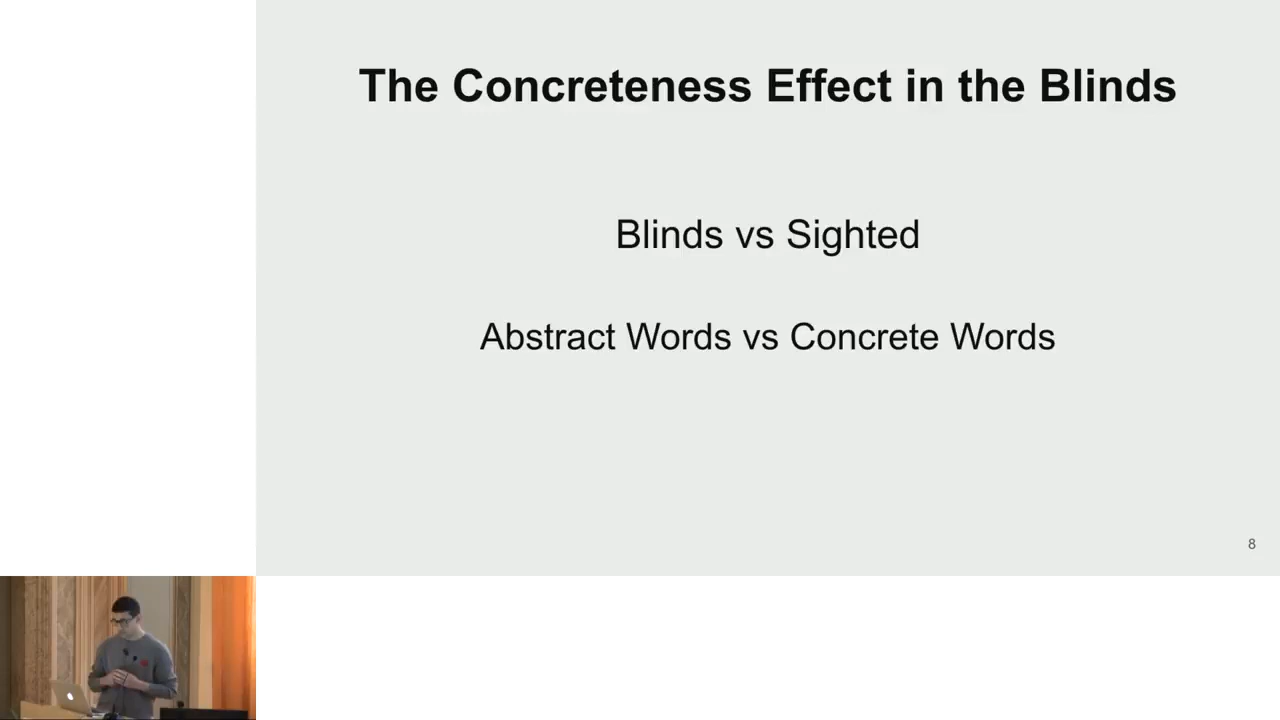 The Concreteness Effect in the Blinds
Blinds vs Sighted
Abstract Words vs Concrete Words
8